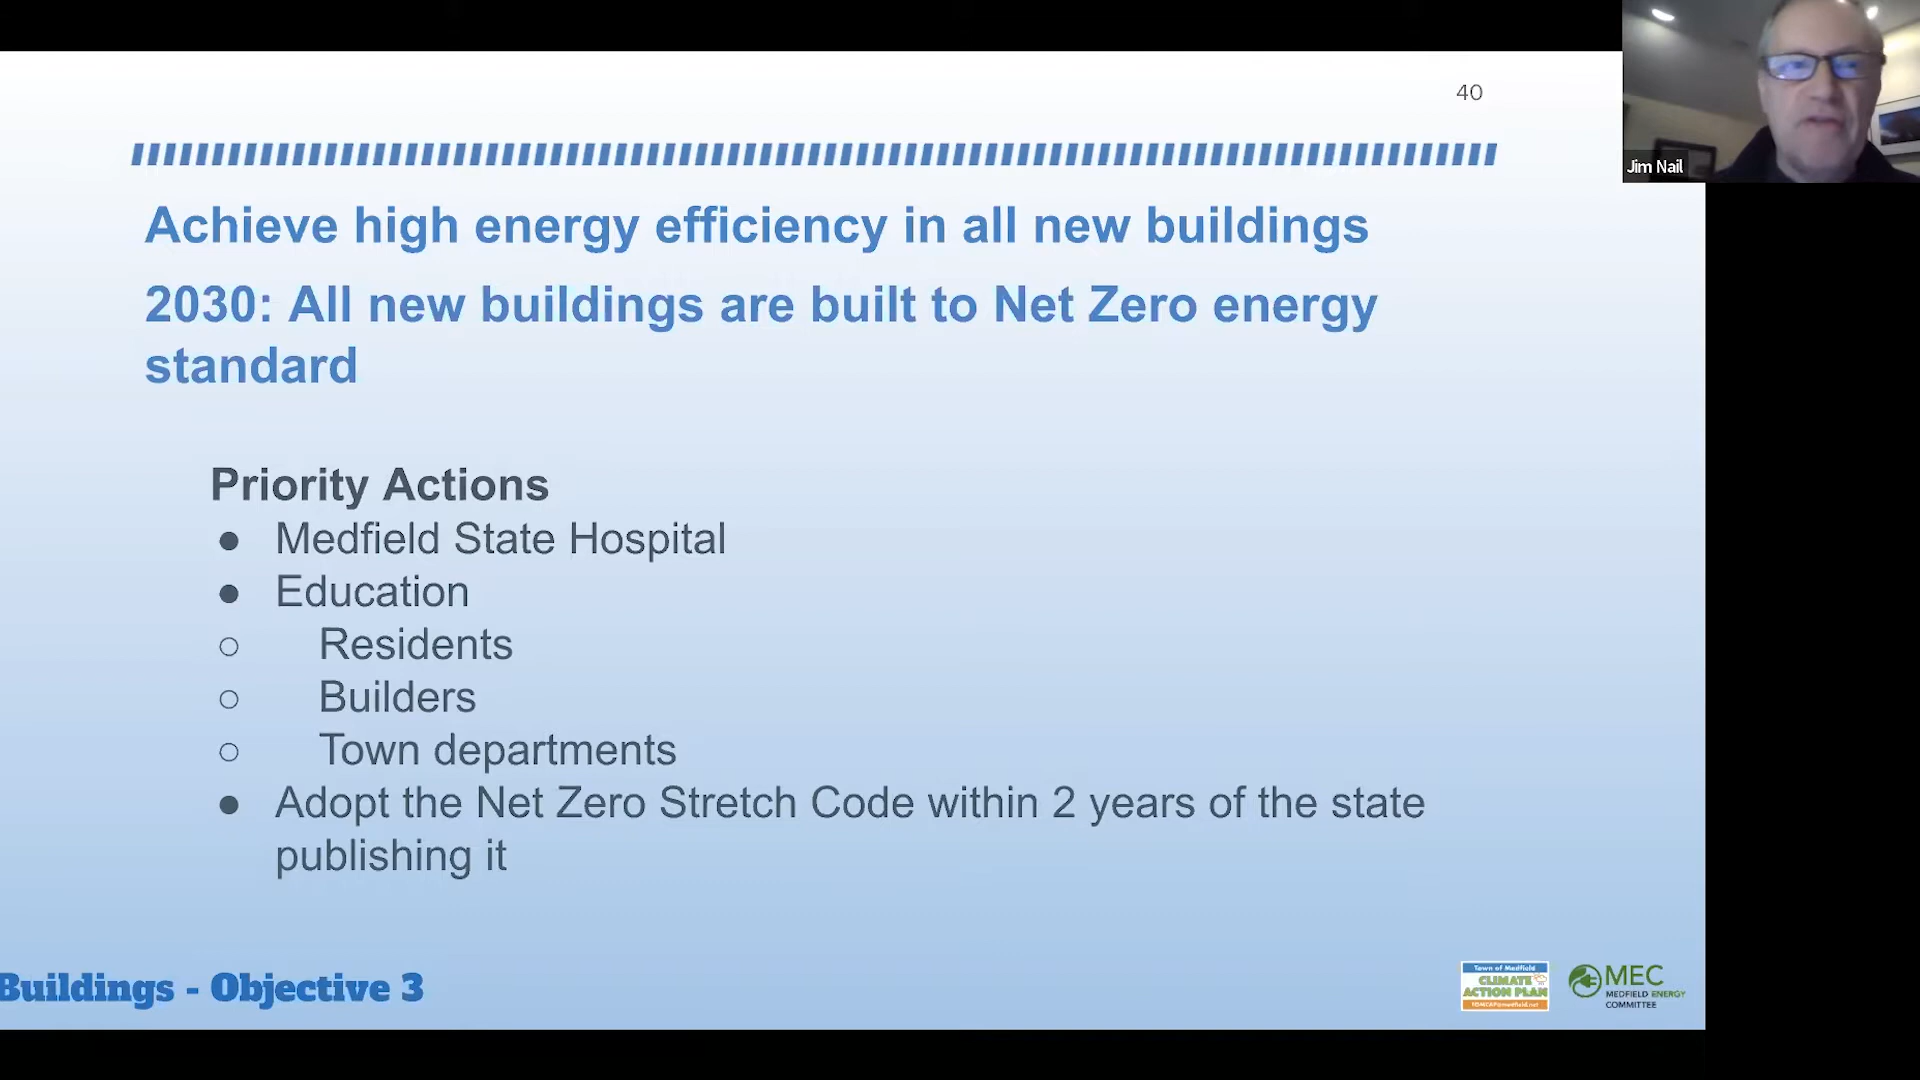 40
Jim Nail
Achieve high energy efficiency in all new buildings
2030: All new buildings are built to Net Zero energy
standard
Priority Actions
● Medfield State Hospital
● Education
○ Residents
○ Builders
○ Town departments
● Adopt the Net Zero Stretch Code within 2 years of the state
publishing it
Buildings - Objective 3
Town of Medfield
CLIMATE
ACTION PLAN
TOMCAP@medfield.net
MEC
MEDFIELD ENERGY
COMMITTEE